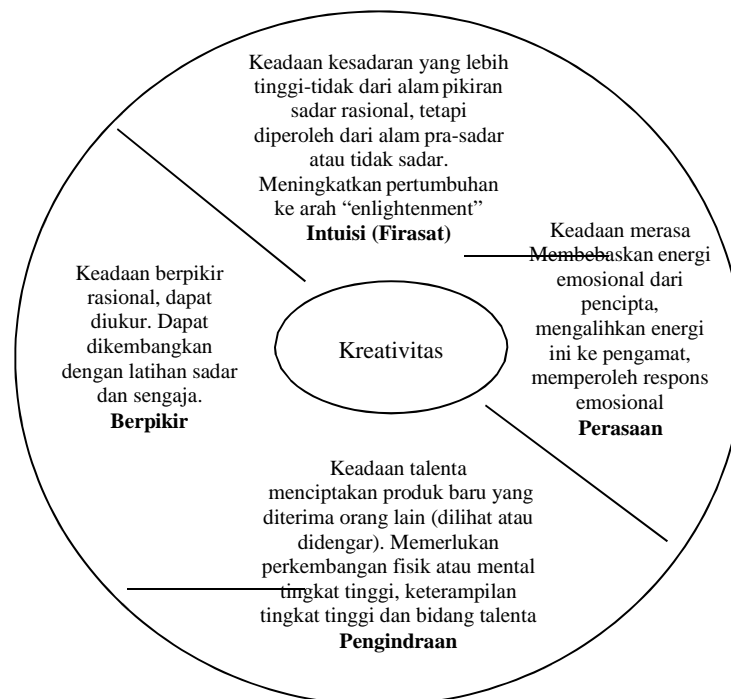 Keadaan kesadaran yang lebih
tinggi-tidak dari alam pikiran
sadar rasional, tetapi
diperoleh dari alam pra-sadar
atau tidak sadar.
Meningkatkan pertumbuhan
ke arah “enlightenment”
Intuisi (Firasat)
Keadaan merasa
Membebaskan energi
emosional dari
pencipta,
mengalihkan energi
ini ke pengamat,
memperoleh respons
emosional
Perasaan
Keadaan berpikir
rasional, dapat
diukur. Dapat
dikembangkan
dengan latihan sadar
dan sengaja.
Berpikir
Kreativitas
Keadaan talenta
menciptakan produk baru yang
diterima orang lain (dilihat atau
didengar). Memerlukan
perkembangan fisik atau mental
tingkat tinggi, keterampilan
tingkat tinggi dan bidang talenta
Pengindraan